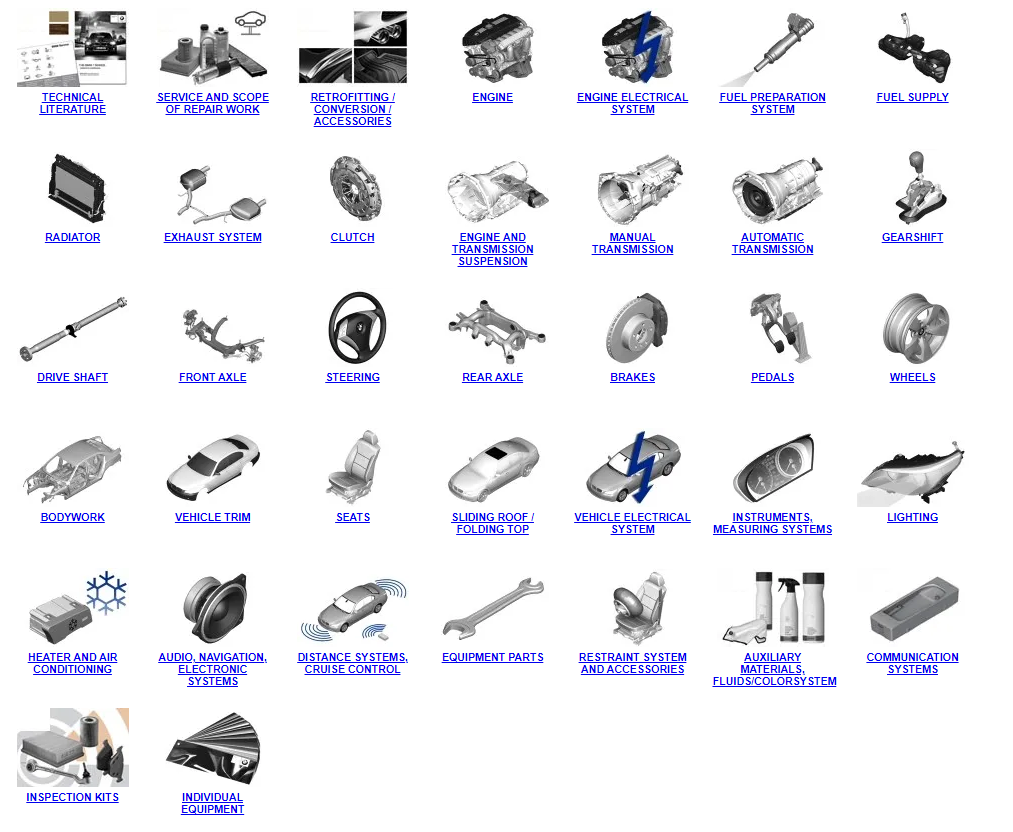 TECHNICAL
LITERATURE
SERVICE AND SCOPE
OF REPAIR WORK
RETROFITTING /
CONVERSION /
ACCESSORIES
ENGINE
ENGINE ELECTRICAL
SYSTEM
FUEL PREPARATION
SYSTEM
FUEL SUPPLY
RADIATOR
EXHAUST SYSTEM
CLUTCH
ENGINE AND
TRANSMISSION
SUSPENSION
MANUAL
TRANSMISSION
AUTOMATIC
TRANSMISSION
GEARSHIFT
DRIVE SHAFT
FRONT AXLE
STEERING
REAR AXLE
BRAKES
PEDALS
WHEELS
BODYWORK
VEHICLE TRIM
SEATS
SLIDING ROOF /
FOLDING TOP
VEHICLE ELECTRICAL
SYSTEM
INSTRUMENTS,
MEASURING SYSTEMS
LIGHTING
HEATER AND AIR
CONDITIONING
AUDIO, NAVIGATION,
ELECTRONIC
SYSTEMS
DISTANCE SYSTEMS,
CRUISE CONTROL
EQUIPMENT PARTS
RESTRAINT SYSTEM
AND ACCESSORIES
AUXILIARY
MATERIALS,
FLUIDS/COLORSYSTEM
COMMUNICATION
SYSTEMS
INSPECTION KITS
INDIVIDUAL
EQUIPMENT